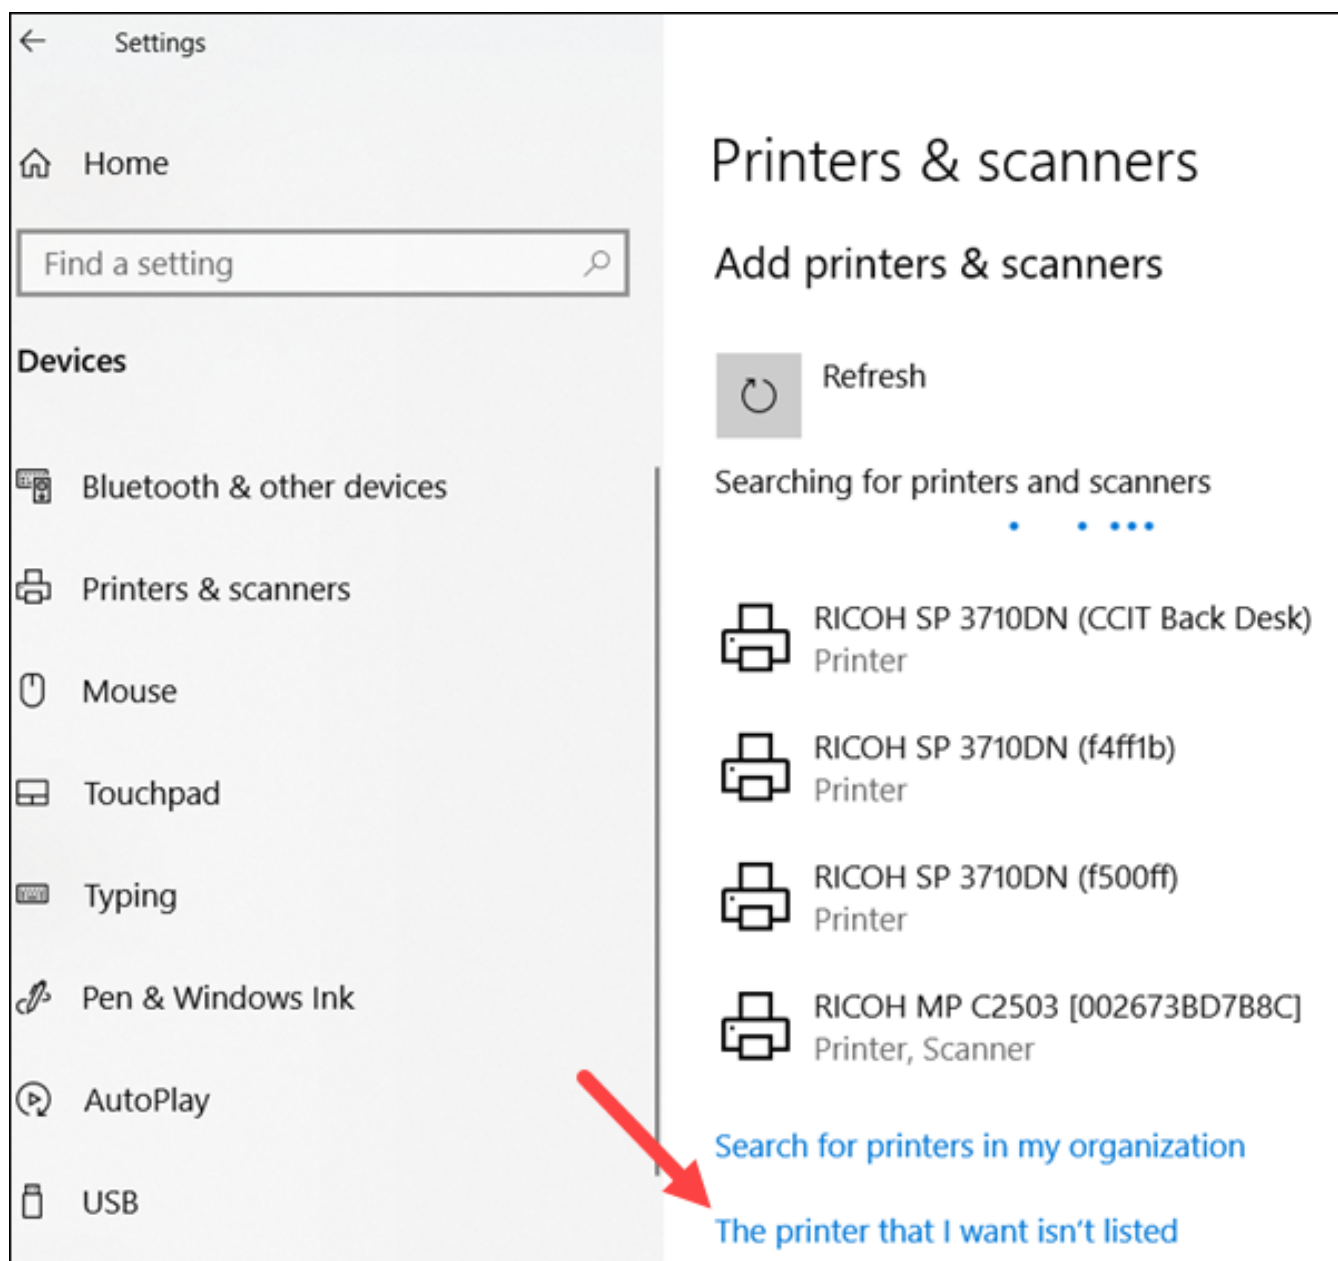 Settings
Home
Find a setting
Devices
Bluetooth & other devices
Printers & scanners
Mouse
Touchpad
Typing
Pen & Windows Ink
AutoPlay
USB
Printers & scanners
Add printers & scanners
Refresh
Searching for printers and scanners
RICOH SP 3710DN (CCIT Back Desk)
Printer
RICOH SP 3710DN (f4ff1b)
Printer
RICOH SP 3710DN (f500ff)
Printer
RICOH MP C2503 [002673BD7B8C]
Printer, Scanner
Search for printers in my organization
The printer that I want isn't listed